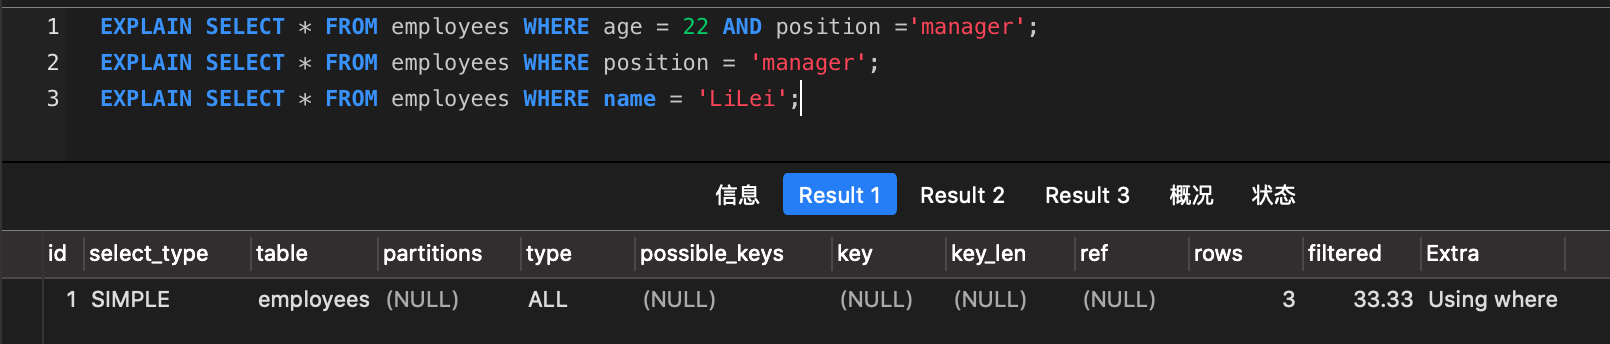 1 EXPLAIN SELECT * FROM employees WHERE age = 22 AND position ='manager';
2 EXPLAIN SELECT * FROM employees WHERE position = 'manager';
3 EXPLAIN SELECT * FROM employees WHERE name = 'LiLei';
信息 Result 1 Result 2 Result 3 概况 状态
id select_type table partitions type possible_keys key key_len ref rows filtered Extra
1 SIMPLE employees (NULL) ALL (NULL) (NULL) (NULL) (NULL) 3 33.33 Using where